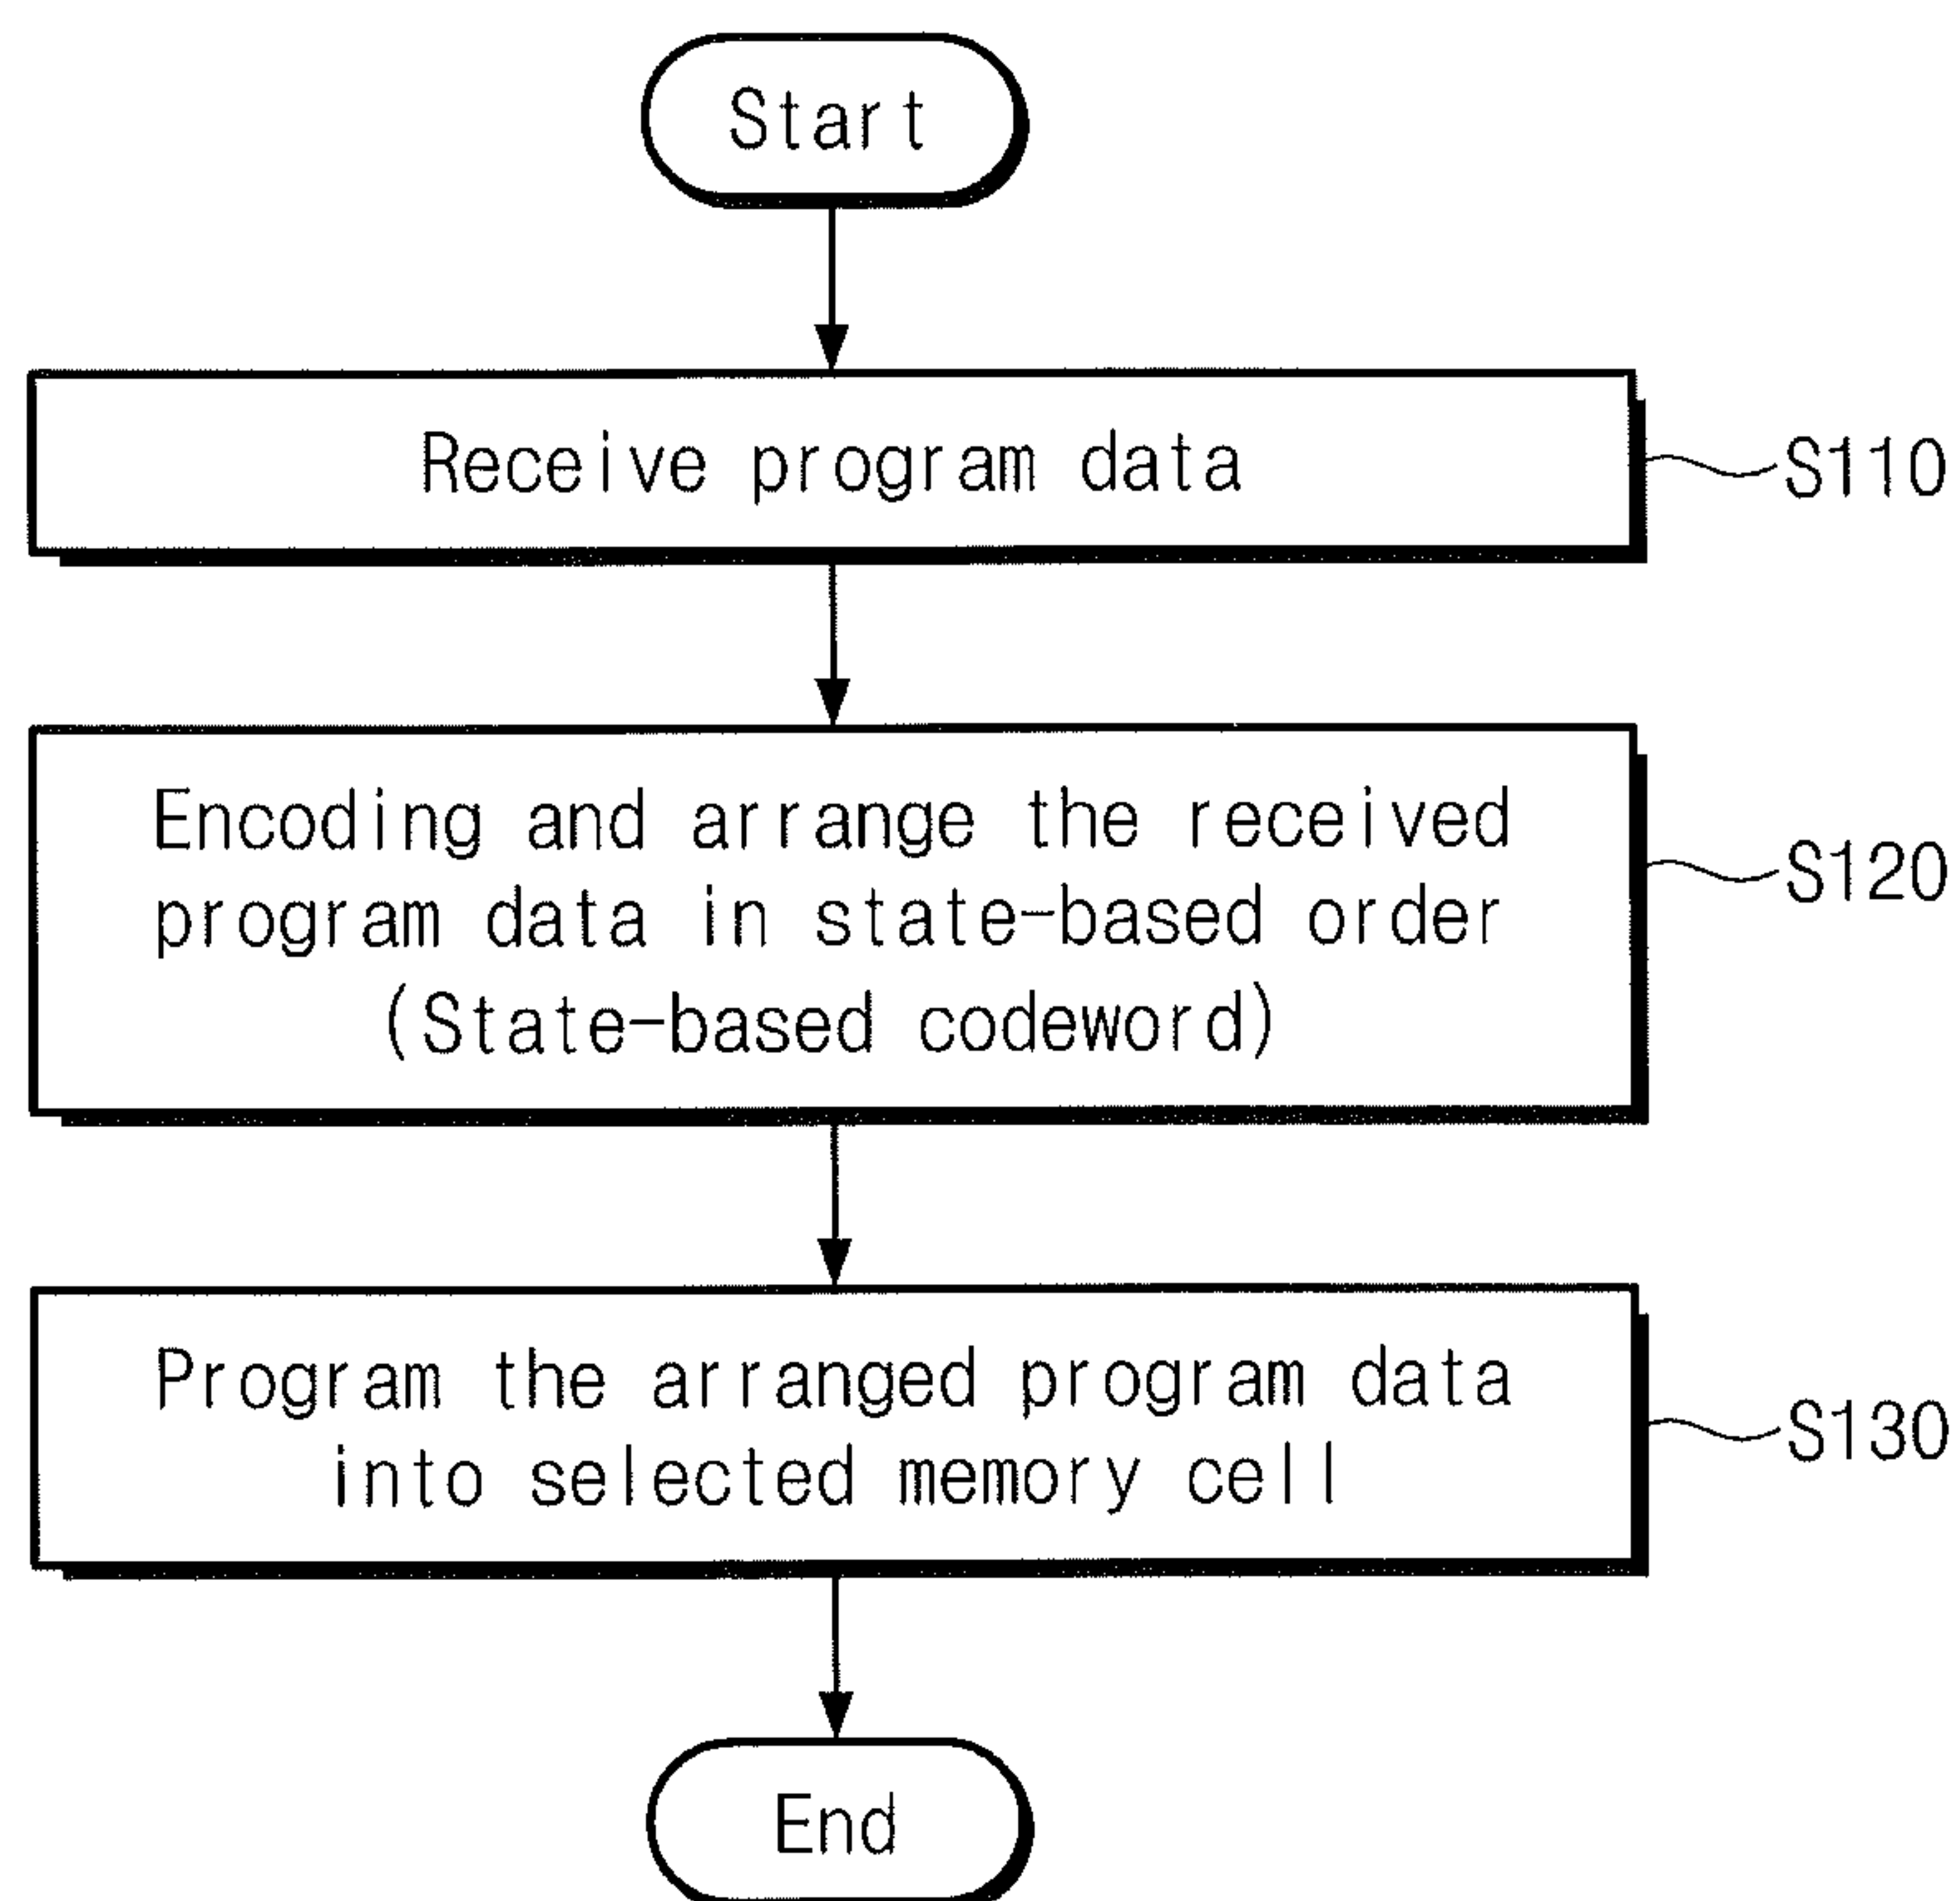 Start
Receive program data
S110
Encoding and arrange the received
program data in state-based order
(State-based codeword)
S120
Program the arranged program data
into selected memory cell
S130
End